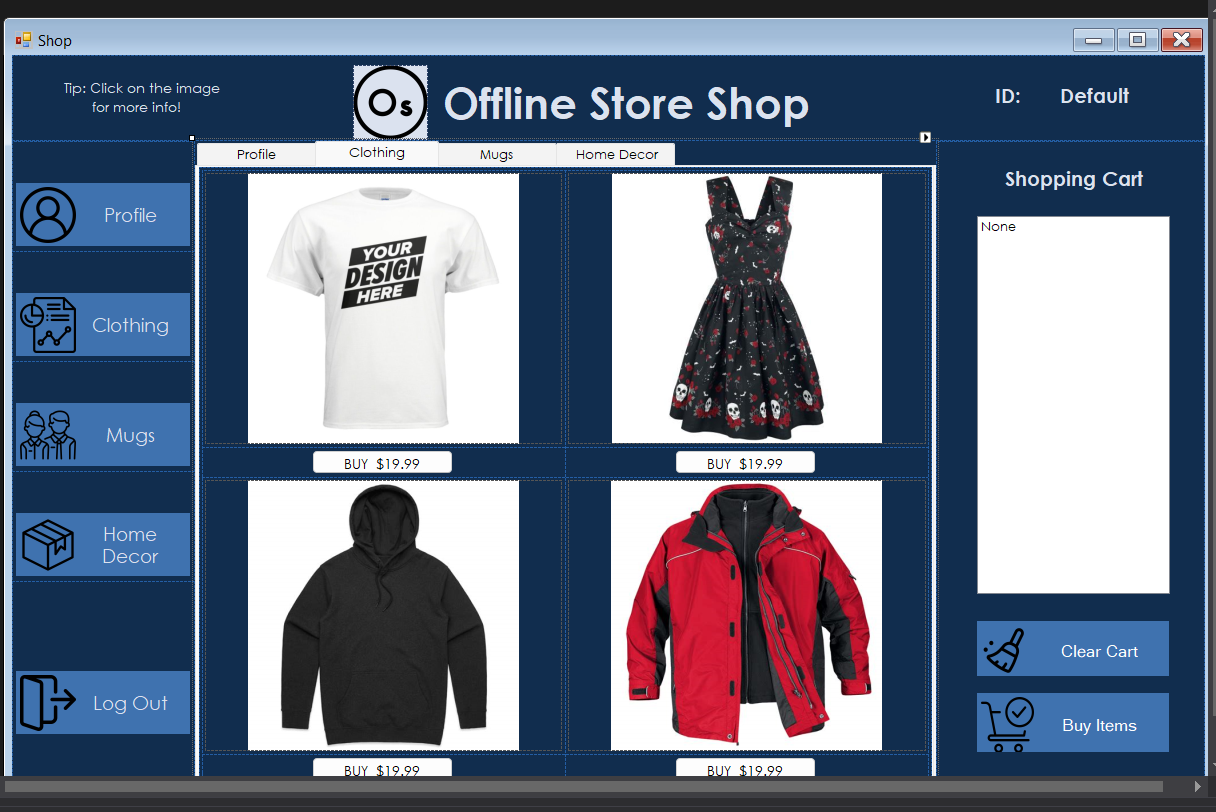 Shop
Tip: Click on the image
for more info!
Os
Offline Store Shop
ID:
Default
Profile
Clothing
Mugs
Home Decor
Shopping Cart
Profile
Clothing
Mugs
Home
Decor
Log Out
YOUR
DESIGN
HERE
BUY $19.99
BUY $19.99
BUY $19.99
BUY $19.99
None
Clear Cart
Buy Items